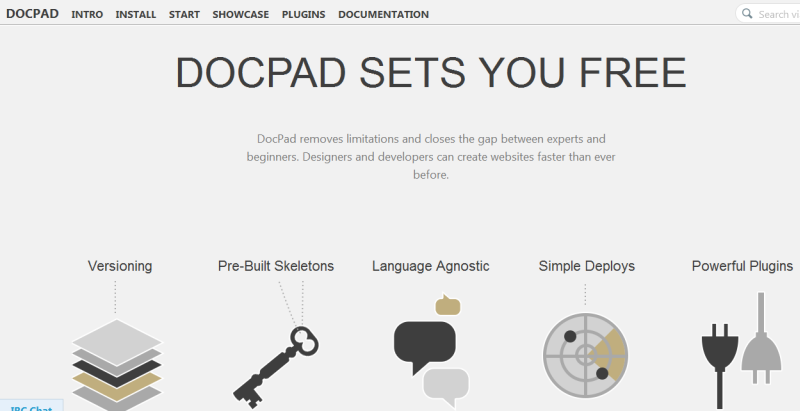 DOCPAD INTRO INSTALL START SHOWCASE PLUGINS DOCUMENTATION Search vi
DOCPAD SETS YOU FREE
DocPad removes limitations and closes the gap between experts and
beginners. Designers and developers can create websites faster than ever
before.
Versioning Pre-Built Skeletons Language Agnostic Simple Deploys Powerful Plugins
IRC Chat